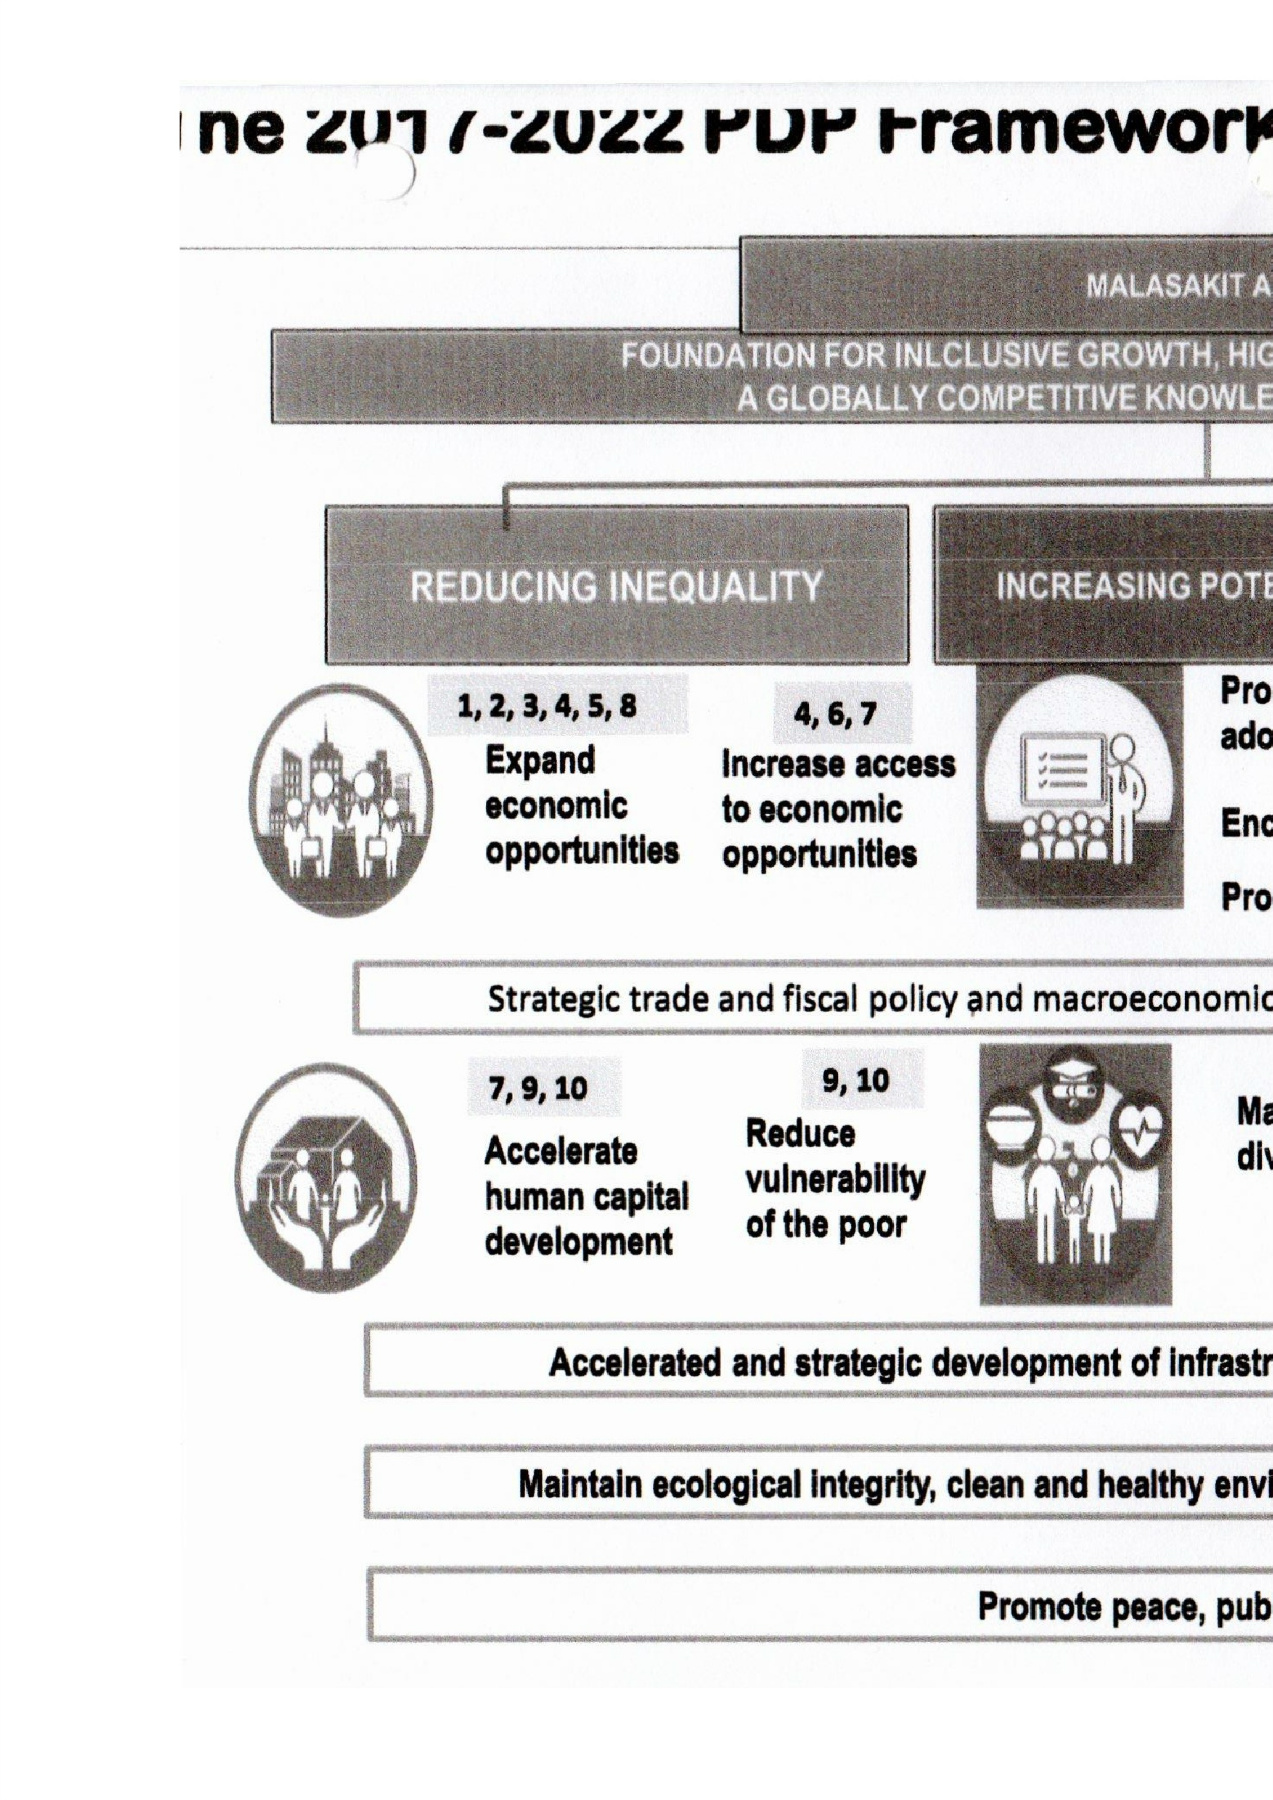 The 2017-2022 PDP Framework
MALASAKIT A
FOUNDATION FOR INLCLUSIVE GROWTH, HIG
A GLOBALLY COMPETITIVE KNOWLE
REDUCING INEQUALITY
INCREASING POTE
1, 2, 3, 4, 5, 8
Expand
economic
opportunities
4, 6, 7
Increase access
to economic
opportunities
Pro
ado
Enc
Pro
Strategic trade and fiscal policy and macroeconomic
7, 9, 10
Accelerate
human capital
development
9, 10
Reduce
vulnerability
of the poor
Ma
div
Accelerated and strategic development of infrastr
Maintain ecological integrity, clean and healthy envi
Promote peace, pub